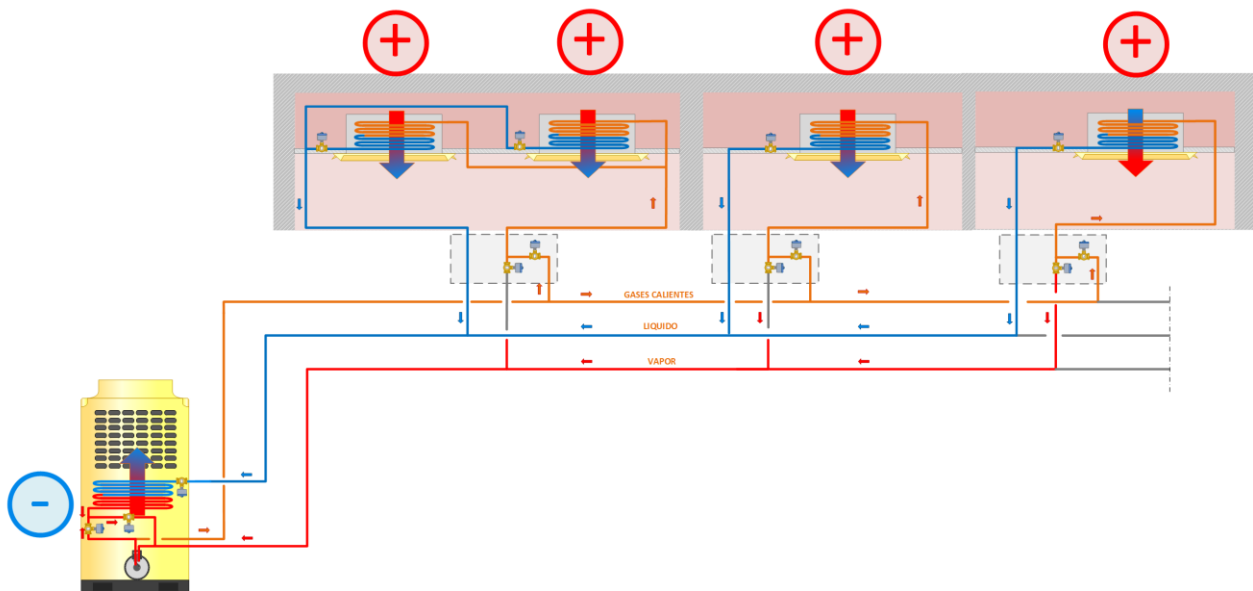 +
+
+
+
GASES CALIENTES
LIQUIDO
VAPOR
-